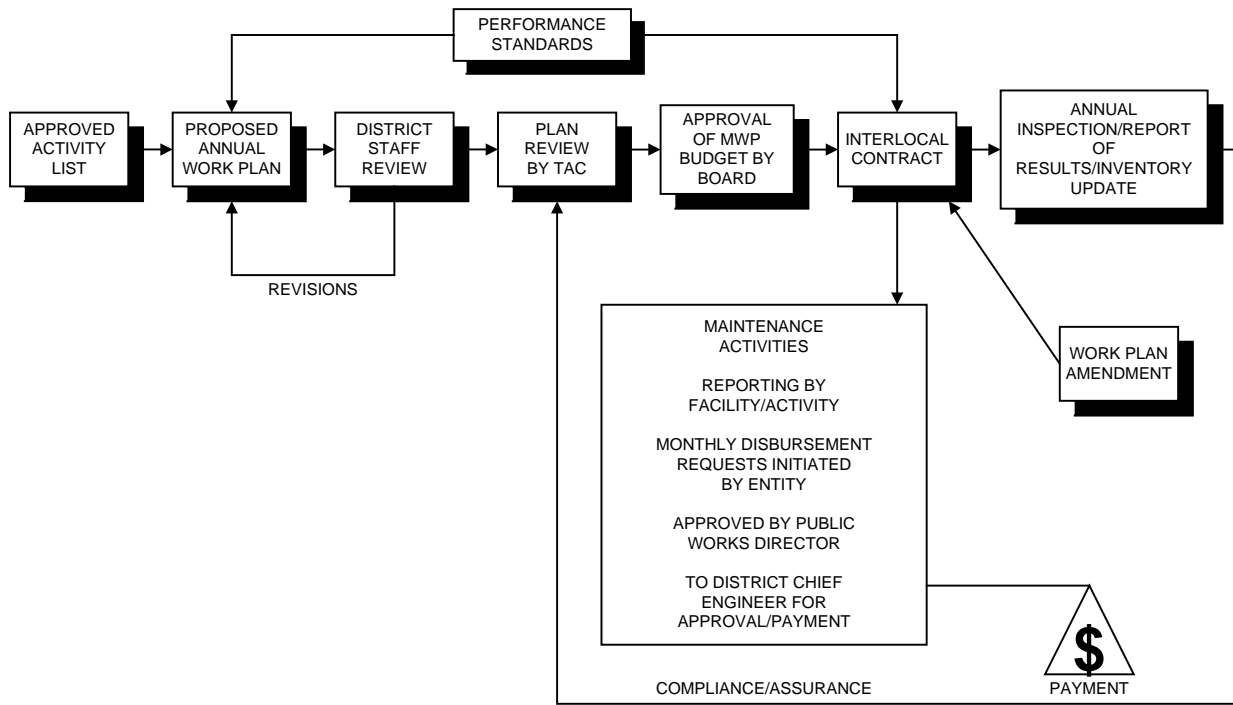 PERFORMANCE
STANDARDS
APPROVED
ACTIVITY
LIST
PROPOSED
ANNUAL
WORK PLAN
DISTRICT
STAFF
REVIEW
PLAN
REVIEW
BY TAC
APPROVAL
OF MWP
BUDGET BY
BOARD
INTERLOCAL
CONTRACT
ANNUAL
INSPECTION/REPORT
OF
RESULTS/INVENTORY
UPDATE
REVISIONS
MAINTENANCE
ACTIVITIES
REPORTING BY
FACILITY/ACTIVITY
MONTHLY DISBURSEMENT
REQUESTS INITIATED
BY ENTITY
APPROVED BY PUBLIC
WORKS DIRECTOR
TO DISTRICT CHIEF
ENGINEER FOR
APPROVAL/PAYMENT
WORK PLAN
AMENDMENT
$
PAYMENT
COMPLIANCE/ASSURANCE